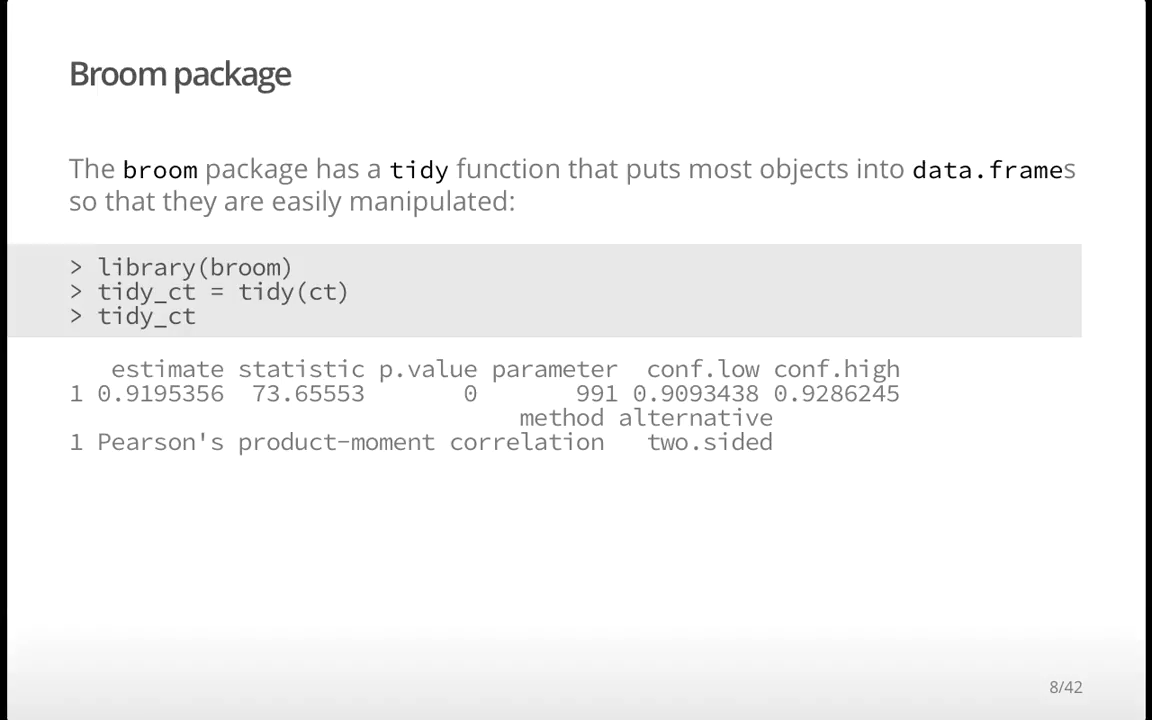 Broom package
The broom package has a tidy function that puts most objects into data.frames
so that they are easily manipulated:
> library(broom)
> tidy_ct = tidy(ct)
> tidy_ct
   estimate statistic p.value parameter  conf.low conf.high
1 0.9195356  73.65553       0       991 0.9093438 0.9286245
                                method alternative
1 Pearson's product-moment correlation   two.sided
8/42